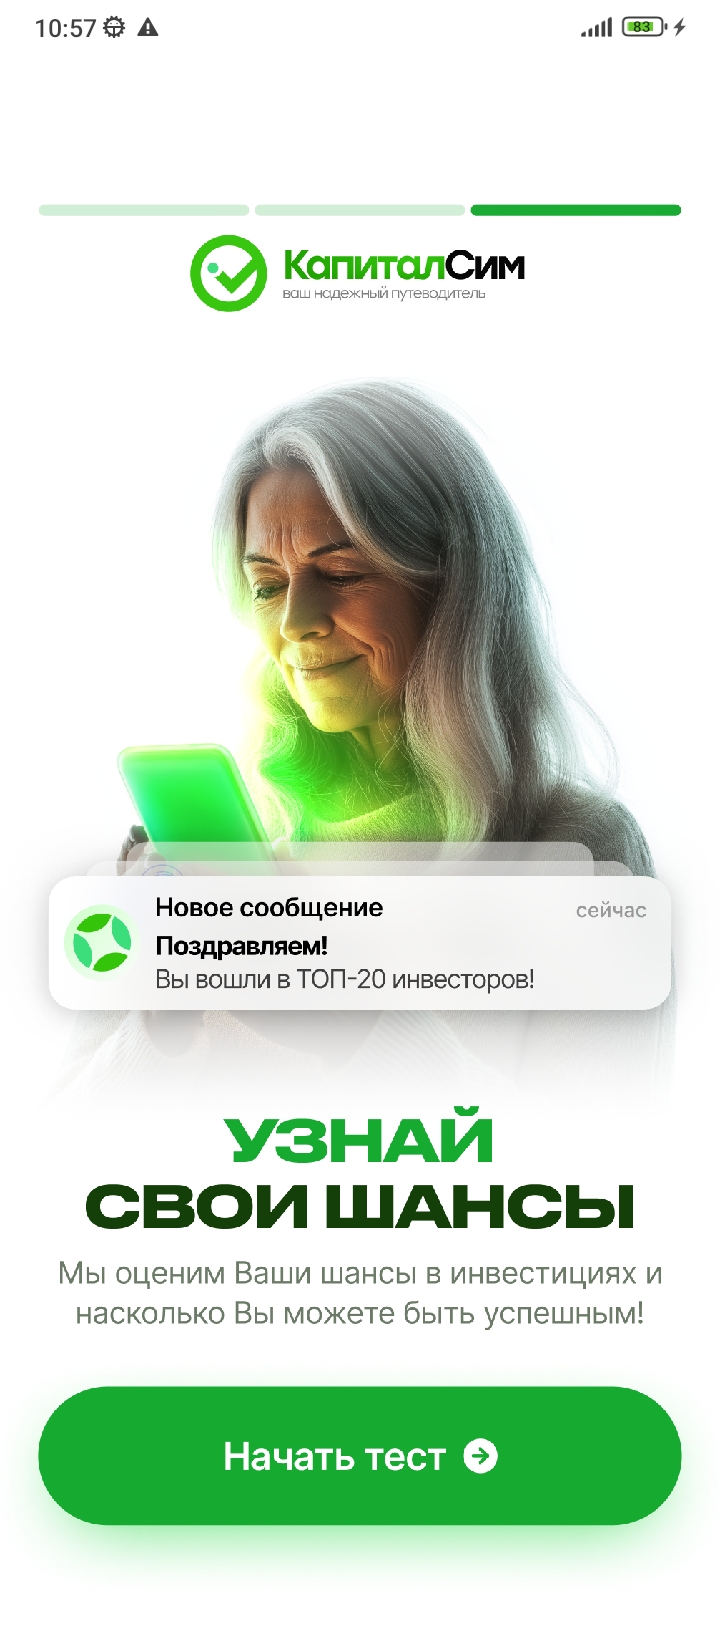 10:57
83
КапиталСим
ваш надежный путеводитель
Новое сообщение
сейчас
Поздравляем!
Вы вошли в ТОП-20 инвесторов!
УЗНАЙ
СВОИ ШАНСЫ
Мы оценим Ваши шансы в инвестициях и
насколько Вы можете быть успешным!
Начать тест